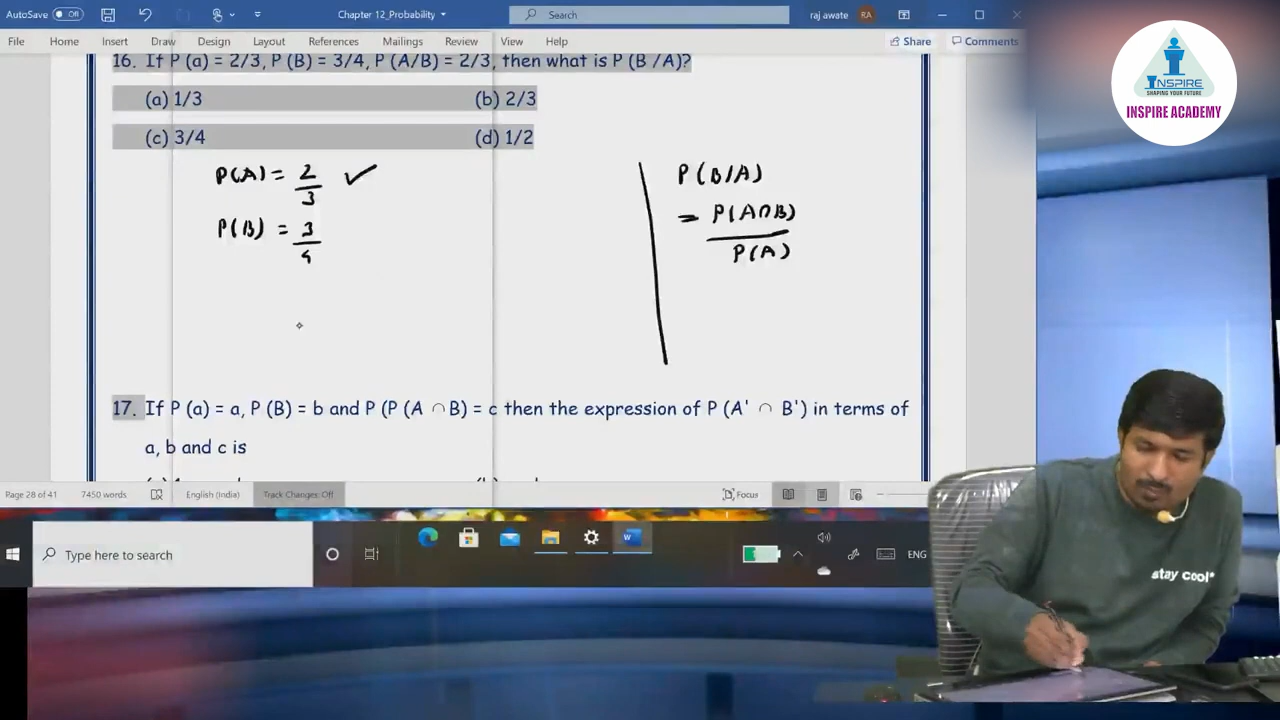 AutoSave Off Chapter 12_Probability Search raj awate RA
File Home Insert Draw Design Layout References Mailings Review View Help Share Comments
INSPIRE
SHAPING YOUR FUTURE
INSPIRE ACADEMY
16. If P (a) = 2/3, P (B) = 3/4, P (A/B) = 2/3, then what is P (B /A)?
(a) 1/3 (b) 2/3
(c) 3/4 (d) 1/2
P(A) = 2/3 ✓
P(B) = 3/4
P(B/A)
= P(A∩B)
P(A)
17. If P (a) = a, P (B) = b and P (P (A ∩ B) = c then the expression of P (A' ∩ B') in terms of
a, b and c is
Page 28 of 41 7450 words English (India) Track Changes: Off Focus
Type here to search ENG
stay cool*